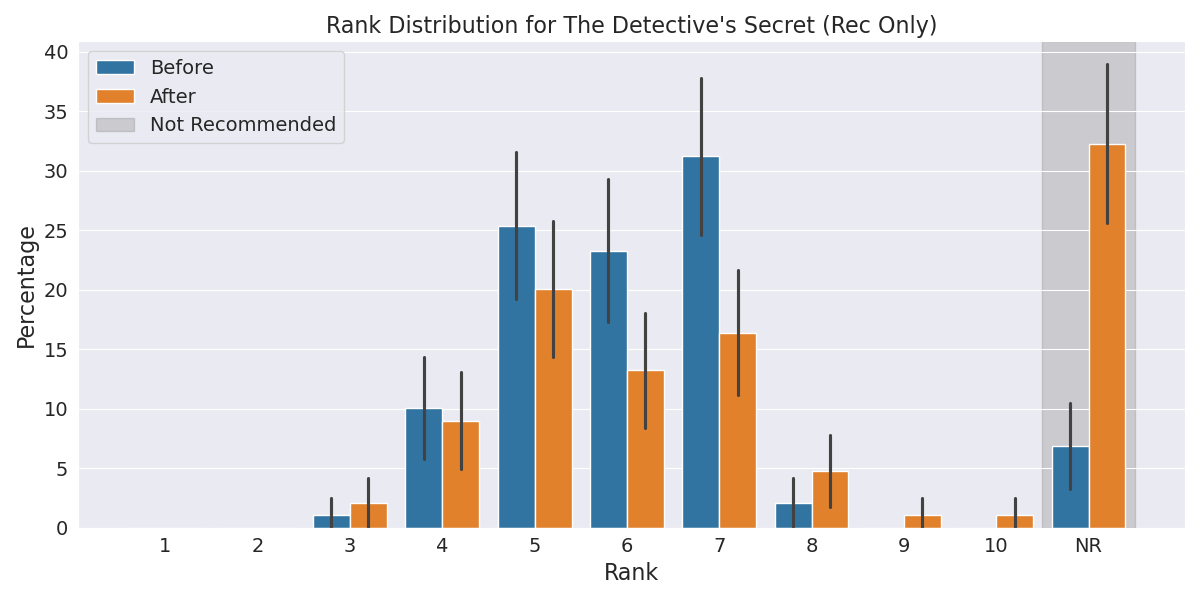 Rank Distribution for The Detective's Secret (Rec Only)
Before
After
Not Recommended
Percentage
40
35
30
25
20
15
10
5
0
1 2 3 4 5 6 7 8 9 10 NR
Rank